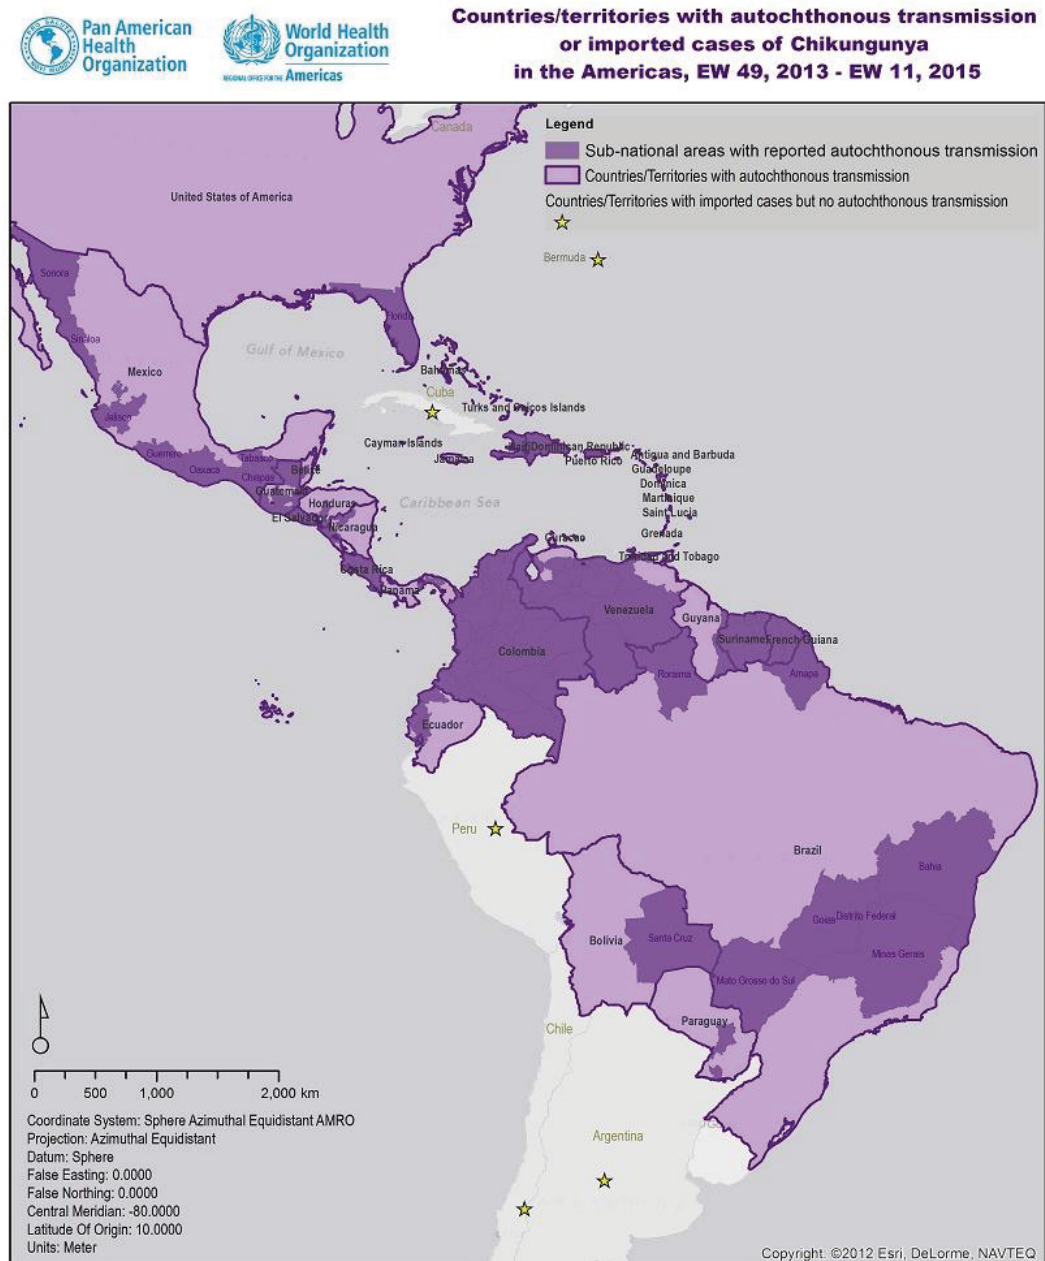 Pan American
Health
Organization
PRO SALUTE
World Health
Organization
REGIONAL OFFICE FOR THE Americas
Countries/territories with autochthonous transmission
or imported cases of Chikungunya
in the Americas, EW 49, 2013 - EW 11, 2015
Legend
Sub-national areas with reported autochthonous transmission
Countries/Territories with autochthonous transmission
Countries/Territories with imported cases but no autochthonous transmission
Canada
United States of America
Bermuda
Sonora
Florida
Sinaloa
Gulf of Mexico
Mexico
Bahamas
Cuba
Turks and Caicos Islands
Jalisco
Cayman Islands
Haiti
Dominican Republic
Jamaica
Puerto Rico
Antigua and Barbuda
Guerrero
Tabasco
Oaxaca
Chiapas
Belize
Guadeloupe
Dominica
Guatemala
Martinique
Honduras
Caribbean Sea
Saint Lucia
El Salvador
Nicaragua
Grenada
Curacao
Trinidad and Tobago
Costa Rica
Panama
Venezuela
Guyana
Suriname
French Guiana
Colombia
Roraima
Amapa
Ecuador
Peru
Brazil
Bahia
Goias
Distrito Federal
Bolivia
Santa Cruz
Minas Gerais
Mato Grosso do Sul
Paraguay
Chile
Argentina
0 500 1,000 2,000 km
Coordinate System: Sphere Azimuthal Equidistant AMRO
Projection: Azimuthal Equidistant
Datum: Sphere
False Easting: 0.0000
False Northing: 0.0000
Central Meridian: -80.0000
Latitude Of Origin: 10.0000
Units: Meter
Copyright: ©2012 Esri, DeLorme, NAVTEQ